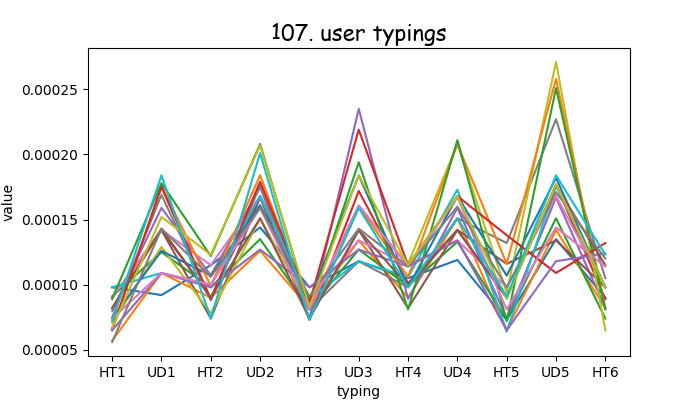 107. user typings
value
0.00025
0.00020
0.00015
0.00010
0.00005
HT1 UD1 HT2 UD2 HT3 UD3 HT4 UD4 HT5 UD5 HT6
typing